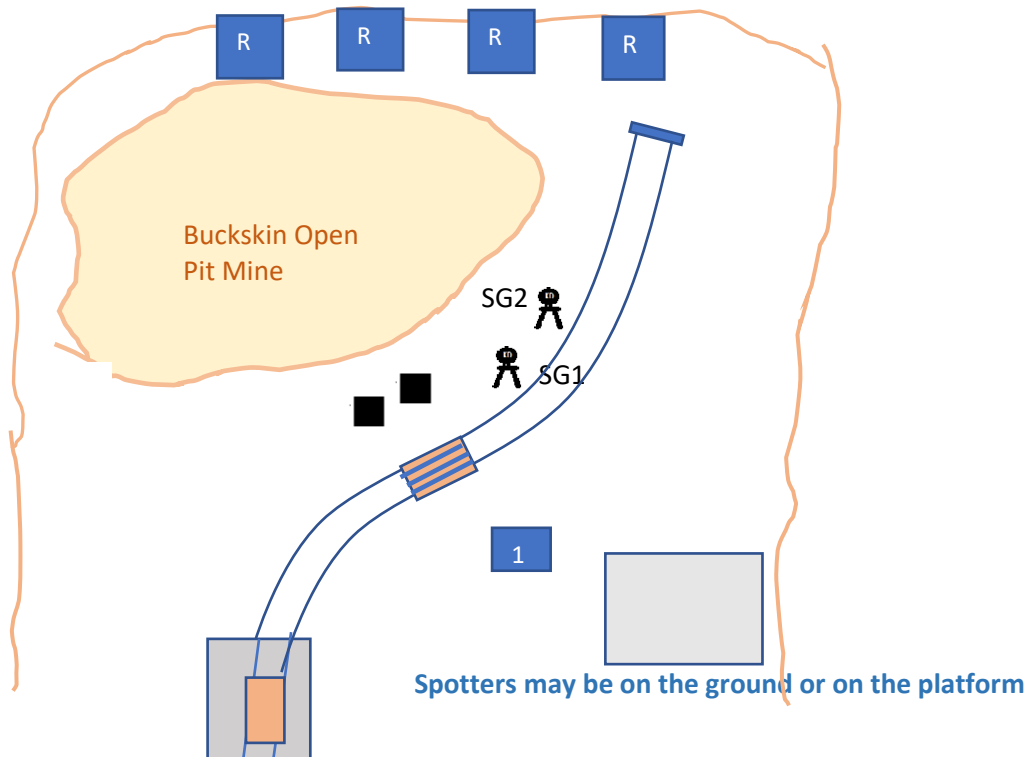 R R R R
Buckskin Open
Pit Mine
SG2
SG1
1
Spotters may be on the ground or on the platform